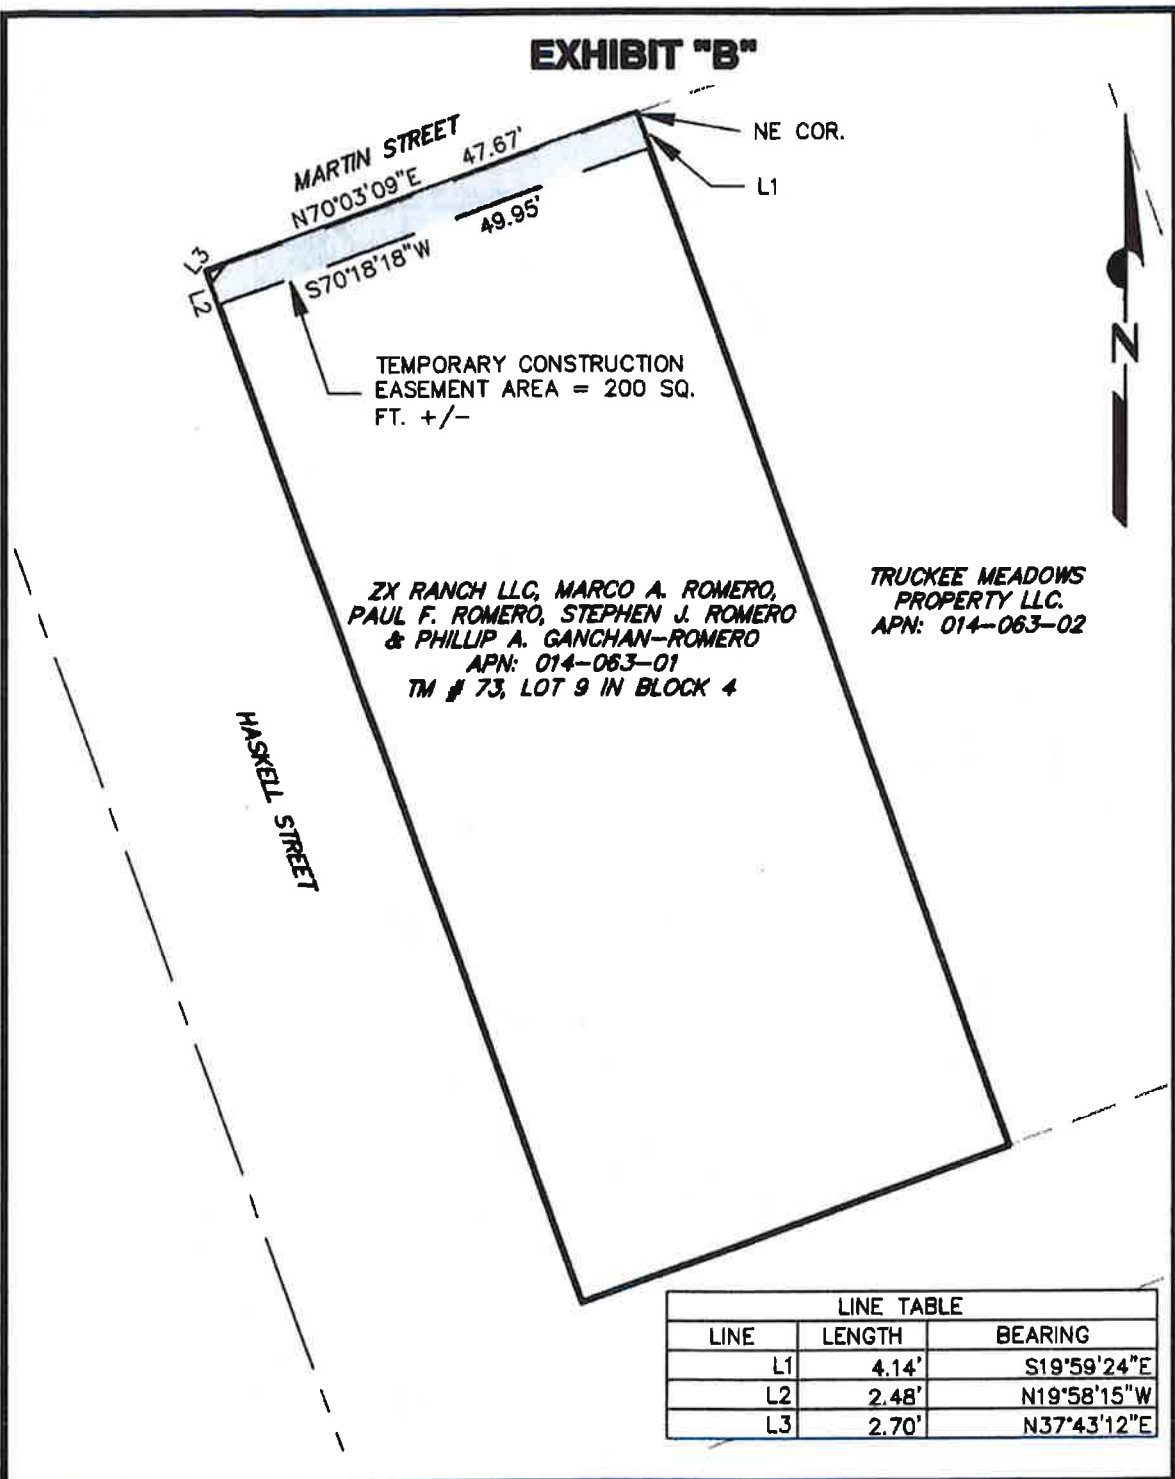 EXHIBIT "B"
MARTIN STREET
N70°03'09"E
47.67'
NE COR.
L1
L3
L2
S70°18'18"W
49.95'
TEMPORARY CONSTRUCTION
EASEMENT AREA = 200 SQ.
FT. +/-
N
ZX RANCH LLC, MARCO A. ROMERO,
PAUL F. ROMERO, STEPHEN J. ROMERO
& PHILLIP A. GANCHAN-ROMERO
APN: 014-063-01
TM # 73, LOT 9 IN BLOCK 4
TRUCKEE MEADOWS
PROPERTY LLC.
APN: 014-063-02
HASKELL STREET
LINE TABLE
LINE LENGTH BEARING
L1 4.14' S19°59'24"E
L2 2.48' N19°58'15"W
L3 2.70' N37°43'12"E